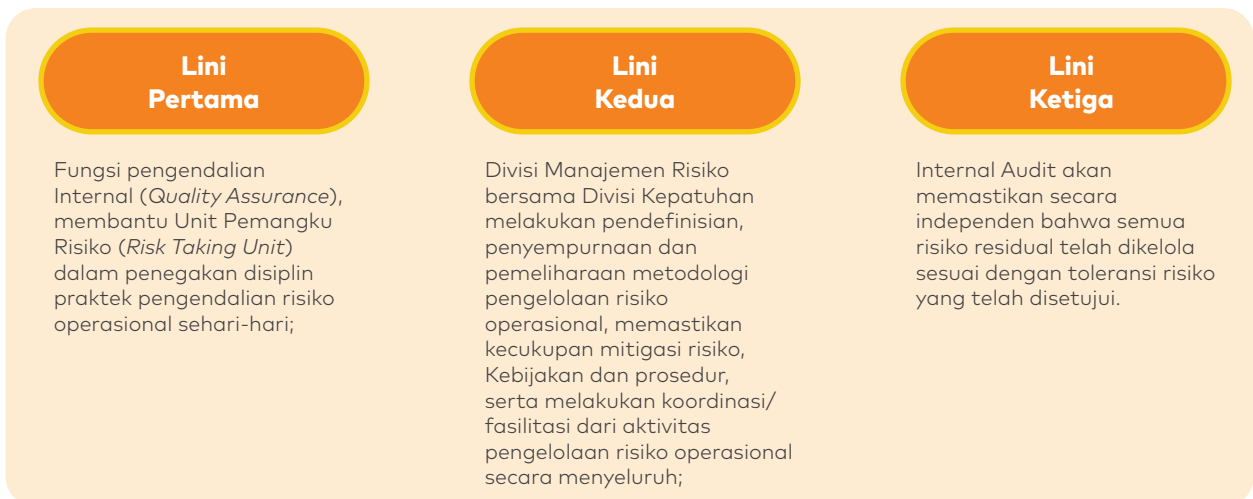 Lini
Pertama
Fungsi pengendalian
Internal (Quality Assurance),
membantu Unit Pemangku
Risiko (Risk Taking Unit)
dalam penegakan disiplin
praktek pengendalian risiko
operasional sehari-hari;
Lini
Kedua
Divisi Manajemen Risiko
bersama Divisi Kepatuhan
melakukan pendefinisian,
penyempurnaan dan
pemeliharaan metodologi
pengelolaan risiko
operasional, memastikan
kecukupan mitigasi risiko,
Kebijakan dan prosedur,
serta melakukan koordinasi/
fasilitasi dari aktivitas
pengelolaan risiko operasional
secara menyeluruh;
Lini
Ketiga
Internal Audit akan
memastikan secara
independen bahwa semua
risiko residual telah dikelola
sesuai dengan toleransi risiko
yang telah disetujui.